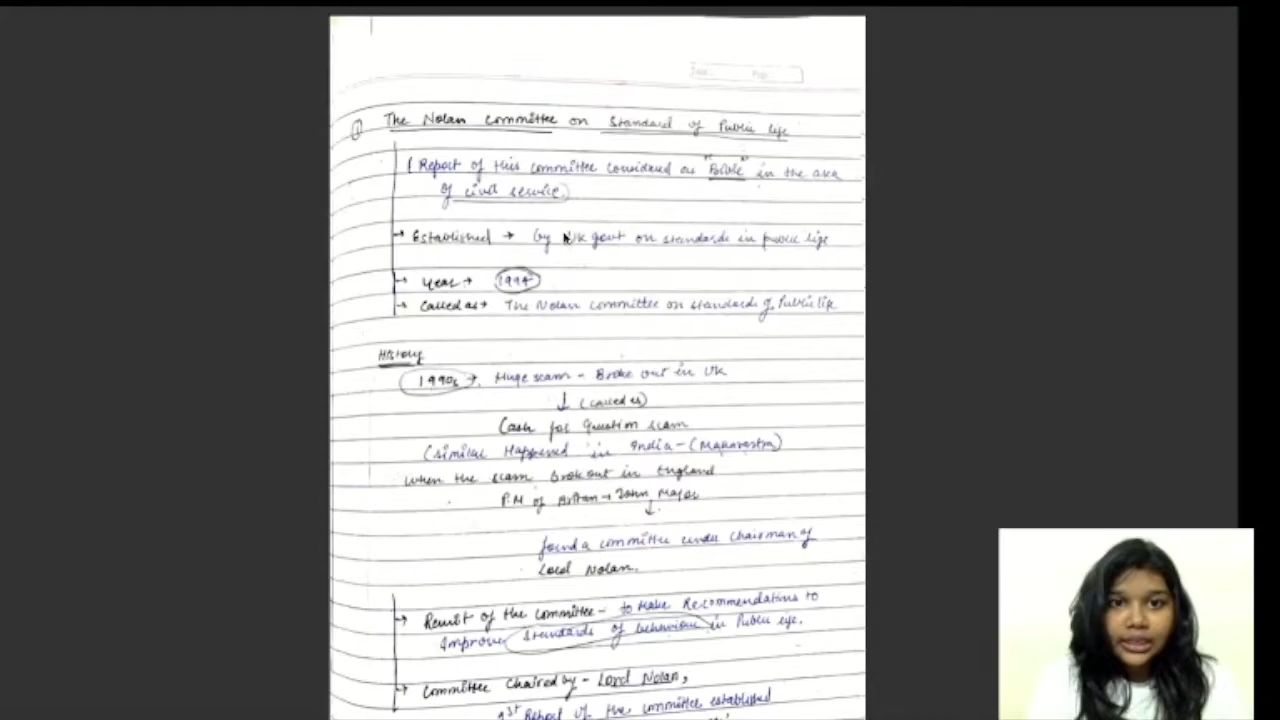 ① The Nolan Committee on Standard of Public life
( Report of this committee considered as "Bible" in the area
of civil service.)
→ Established → by UK govt on standards in public life
→ Year → 1994
→ Called as → The Nolan Committee on standards of Public life
History
1990s → Huge scam - Broke out in UK
↓ (called as)
Cash for Question scam
(similar Happened in India - (Maharastra)
when the scam broke out in England
P.M of Britan → John Major
↓
found a committee under chairman of
Lord Nolan.
→ Remit of the committee - to Make Recommendations to
Improve Standards of behaviour in Public life.
→ Committee Chaired by - Lord Nolan,
1st Report of the committee established